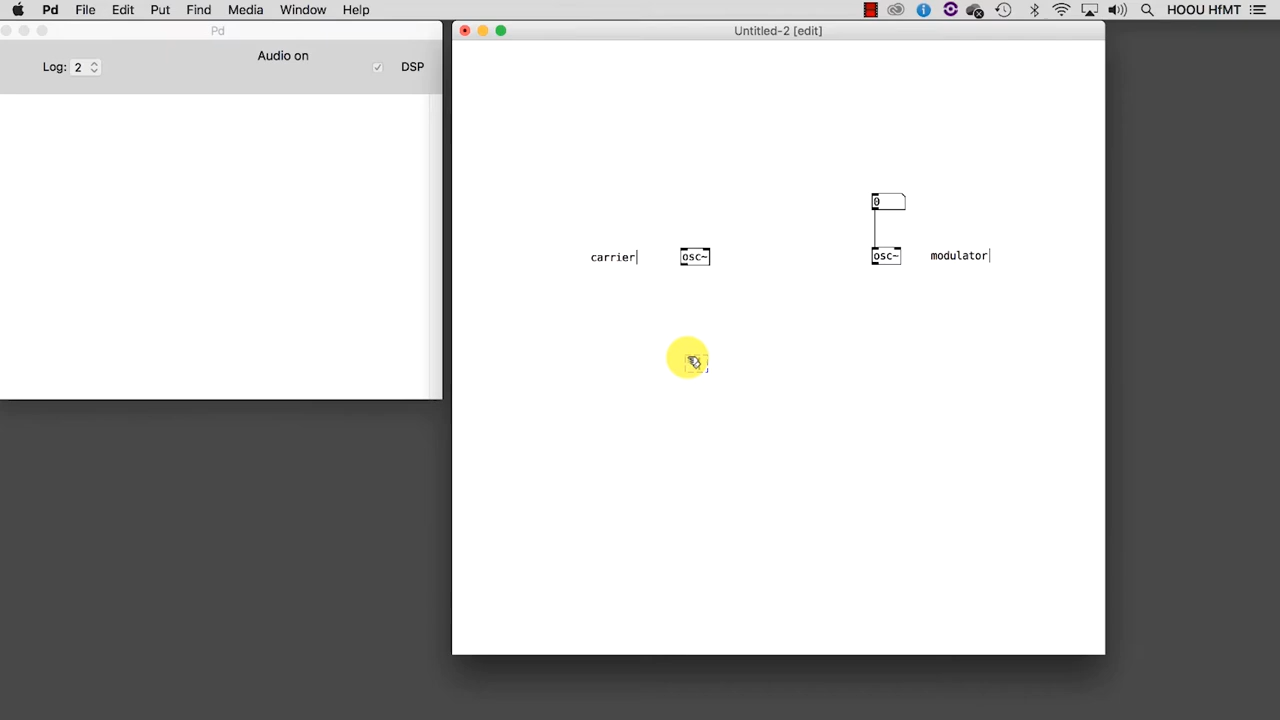 Pd File Edit Put Find Media Window Help HOOU HfMT
Pd
Untitled-2 [edit]
Audio on
Log: 2 DSP
0
carrier osc~ osc~ modulator